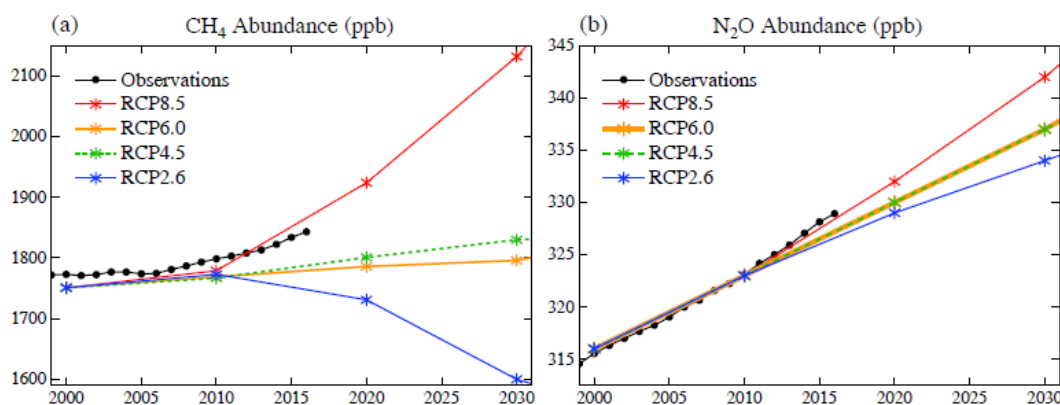 (a) CH₄ Abundance (ppb)
2100
2000
1900
1800
1700
1600
Observations
RCP8.5
RCP6.0
RCP4.5
RCP2.6
2000 2005 2010 2015 2020 2025 2030
(b) N₂O Abundance (ppb)
345
340
335
330
325
320
315
Observations
RCP8.5
RCP6.0
RCP4.5
RCP2.6
2000 2005 2010 2015 2020 2025 2030